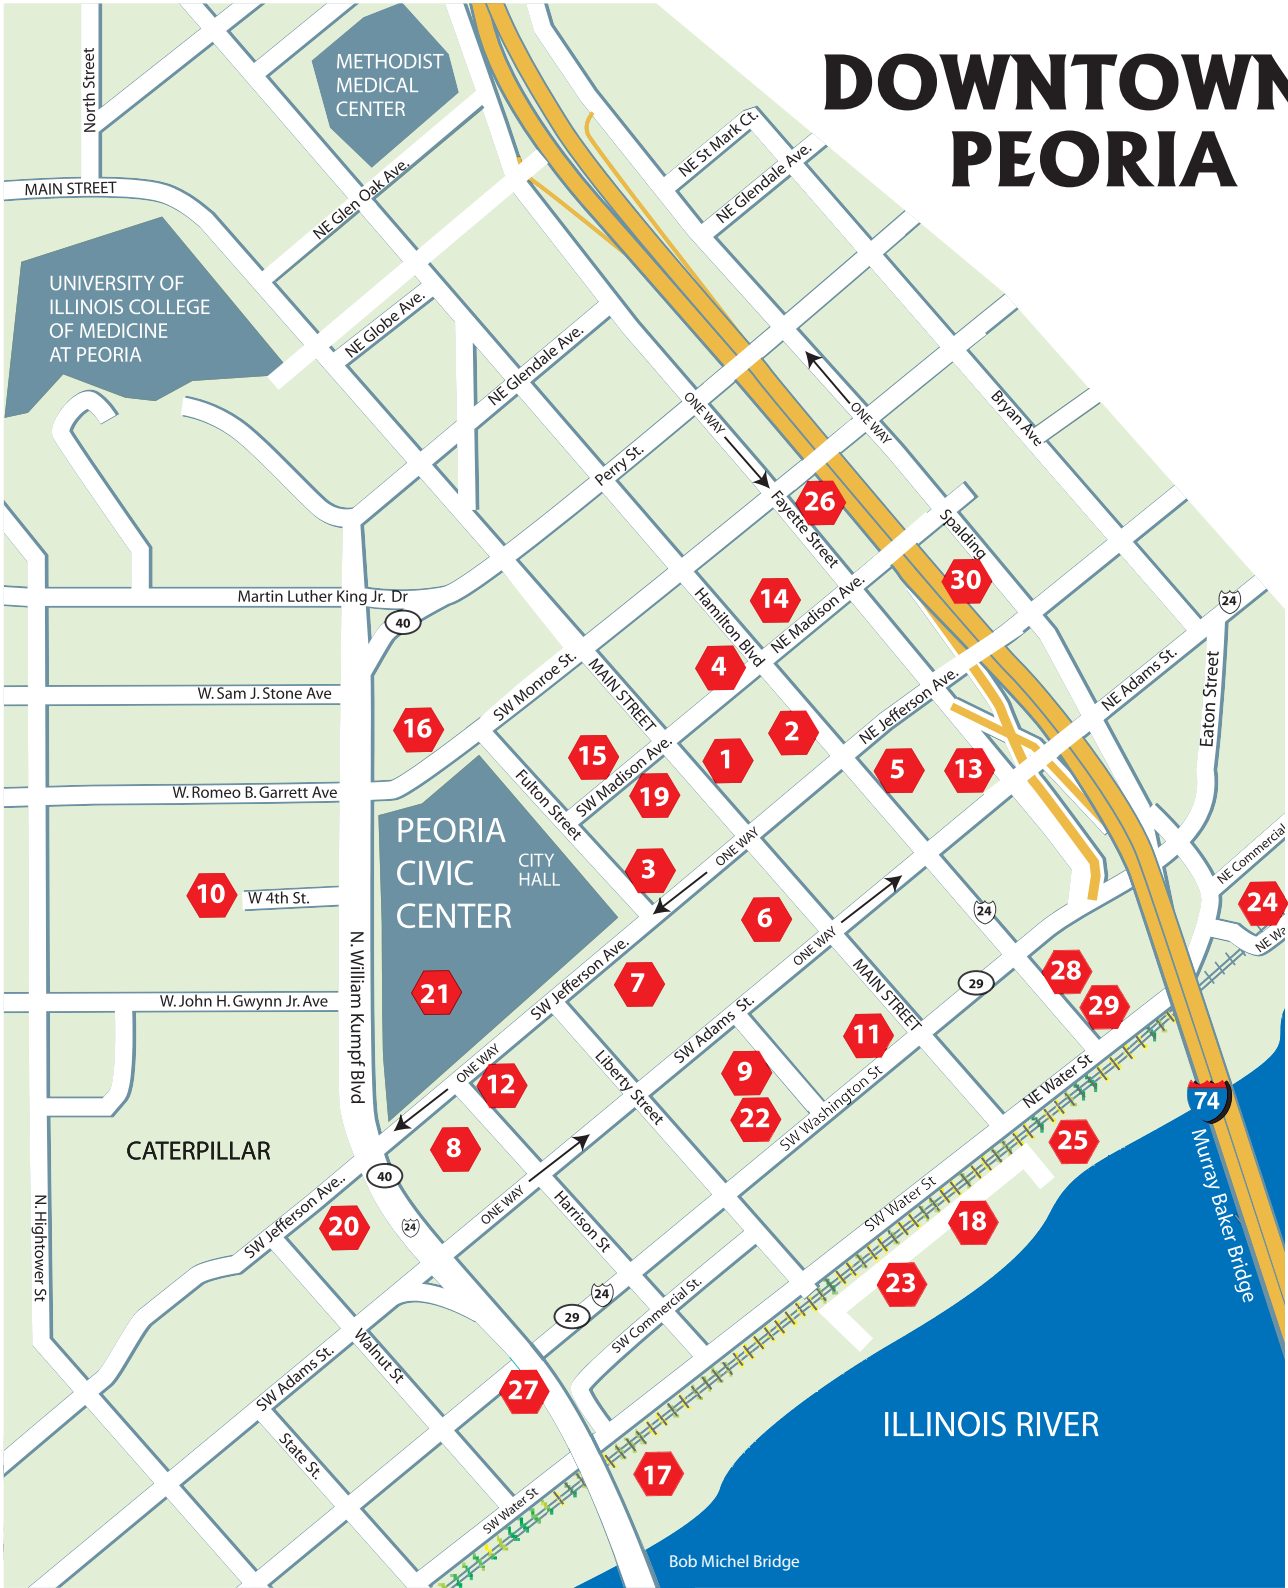 DOWNTOWN
PEORIA
METHODIST
MEDICAL
CENTER
North Street
MAIN STREET
NE Glen Oak Ave.
NE St Mark Ct.
NE Glendale Ave.
UNIVERSITY OF
ILLINOIS COLLEGE
OF MEDICINE
AT PEORIA
NE Globe Ave.
NE Glendale Ave.
ONE WAY
ONE WAY
Bryan Ave
Perry St.
Fayette Street
26
Spalding
30
Martin Luther King Jr. Dr
40
14
Hamilton Blvd
NE Madison Ave.
24
4
W. Sam J. Stone Ave
SW Monroe St.
MAIN STREET
NE Jefferson Ave.
NE Adams St.
Eaton Street
16
15
2
1
5
13
W. Romeo B. Garrett Ave
Fulton Street
SW Madison Ave.
19
PEORIA
CIVIC
CENTER
CITY
HALL
3
ONE WAY
NE Commercial
10
W 4th St.
24
24
NE Wa
6
ONE WAY
N. William Kumpf Blvd
21
SW Jefferson Ave.
7
MAIN STREET
29
28
29
W. John H. Gwynn Jr. Ave
SW Adams St.
11
ONE WAY
12
Liberty Street
9
22
SW Washington St
NE Water St
74
Murray Baker Bridge
25
CATERPILLAR
8
40
SW Jefferson Ave.
20
24
ONE WAY
Harrison St
SW Water St
18
N. Hightower St
23
24
29
SW Commercial St.
Walnut St
SW Adams St.
27
ILLINOIS RIVER
State St.
17
SW Water St
Bob Michel Bridge